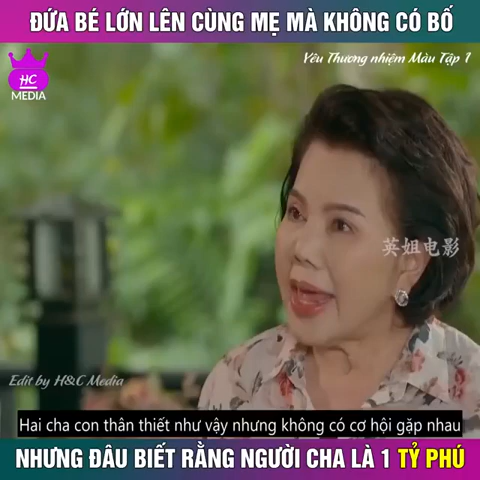 ĐỨA BÉ LỚN LÊN CÙNG MẸ MÀ KHÔNG CÓ BỐ
Yêu Thương nhiệm Màu Tập 1
HC
MEDIA
英姐电影
Edit by H&C Media
Hai cha con thân thiết như vậy nhưng không có cơ hội gặp nhau
NHƯNG ĐÂU BIẾT RẰNG NGƯỜI CHA LÀ 1 TỶ PHÚ